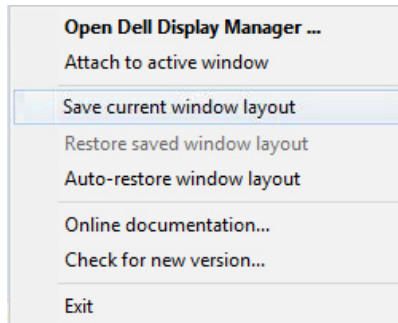 Open Dell Display Manager ...
Attach to active window
Save current window layout
Restore saved window layout
Auto-restore window layout
Online documentation...
Check for new version...
Exit